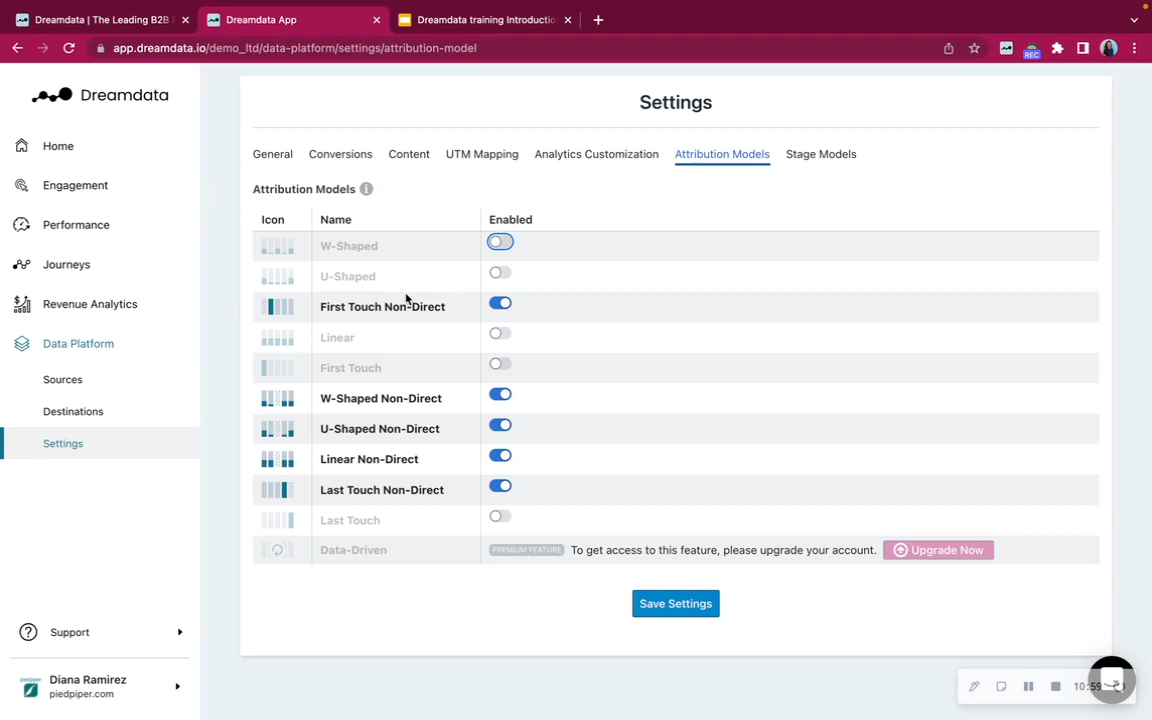 Dreamdata | The Leading B2B
Dreamdata App
Dreamdata training Introductio
app.dreamdata.io/demo_ltd/data-platform/settings/attribution-model
REC
Dreamdata
Home
Engagement
Performance
Journeys
Revenue Analytics
Data Platform
Sources
Destinations
Settings
Support
Diana Ramirez
piedpiper.com
Settings
General Conversions Content UTM Mapping Analytics Customization Attribution Models Stage Models
Attribution Models
Icon Name Enabled
W-Shaped
U-Shaped
First Touch Non-Direct
Linear
First Touch
W-Shaped Non-Direct
U-Shaped Non-Direct
Linear Non-Direct
Last Touch Non-Direct
Last Touch
Data-Driven PREMIUM FEATURE To get access to this feature, please upgrade your account. Upgrade Now
Save Settings
10:59